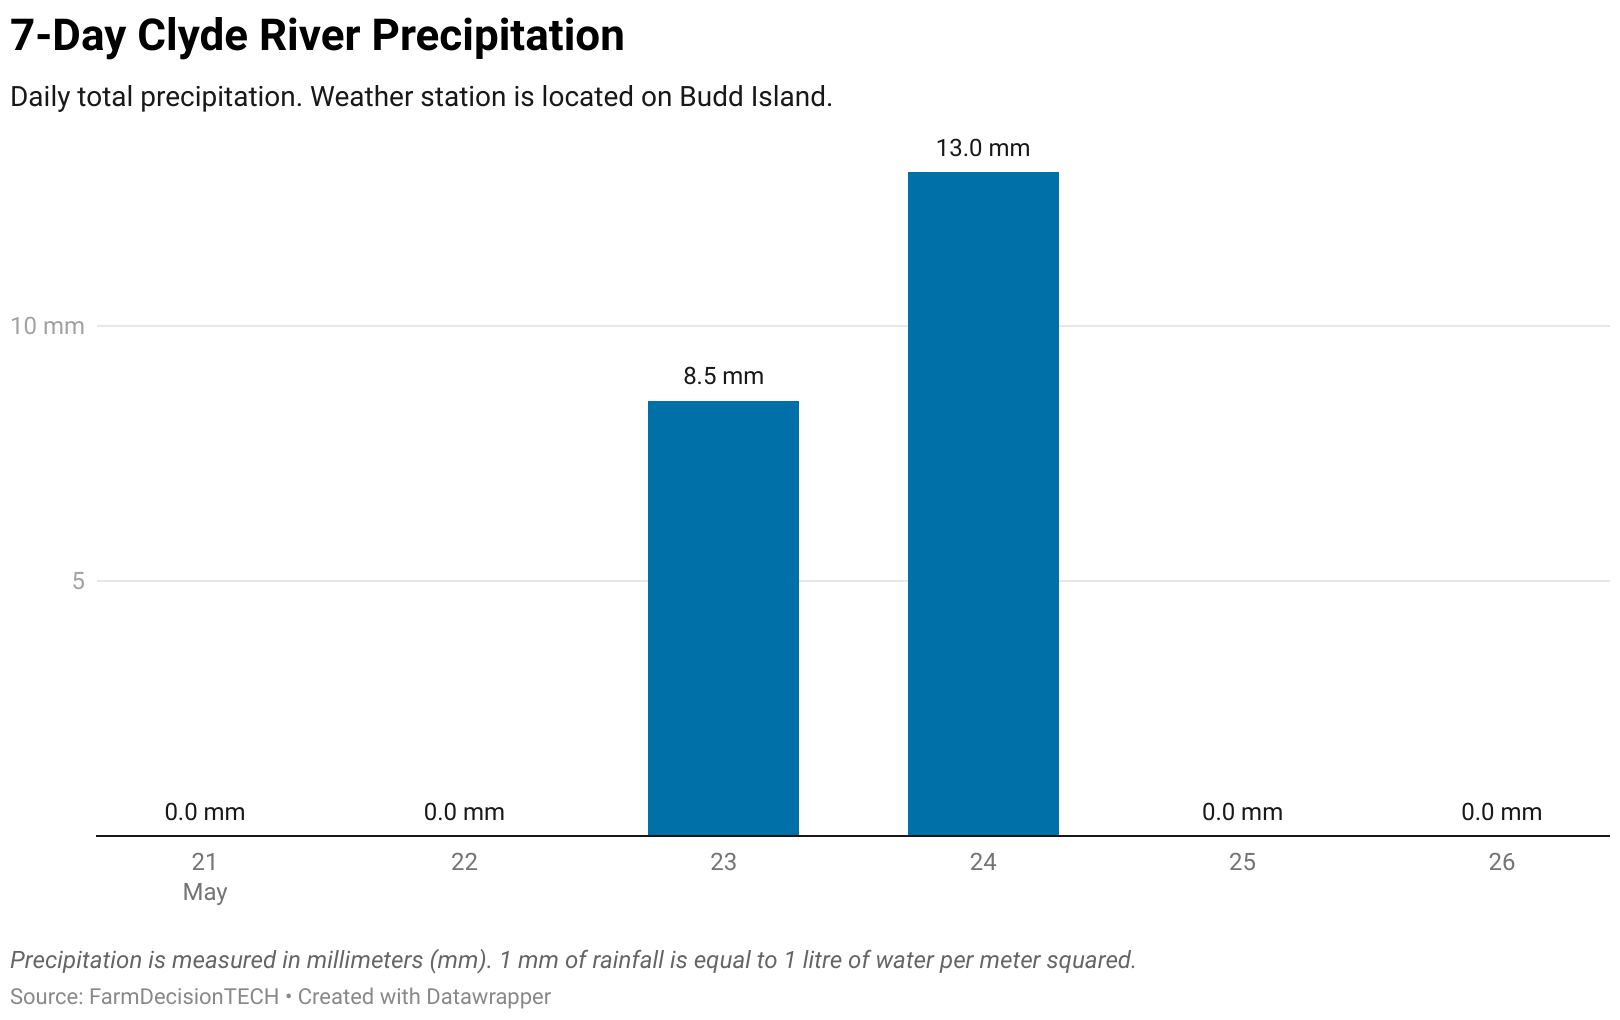 7-Day Clyde River Precipitation
Daily total precipitation. Weather station is located on Budd Island.
13.0 mm
10 mm
8.5 mm
5
0.0 mm 0.0 mm 0.0 mm 0.0 mm
21 22 23 24 25 26
May
Precipitation is measured in millimeters (mm). 1 mm of rainfall is equal to 1 litre of water per meter squared.
Source: FarmDecisionTECH • Created with Datawrapper